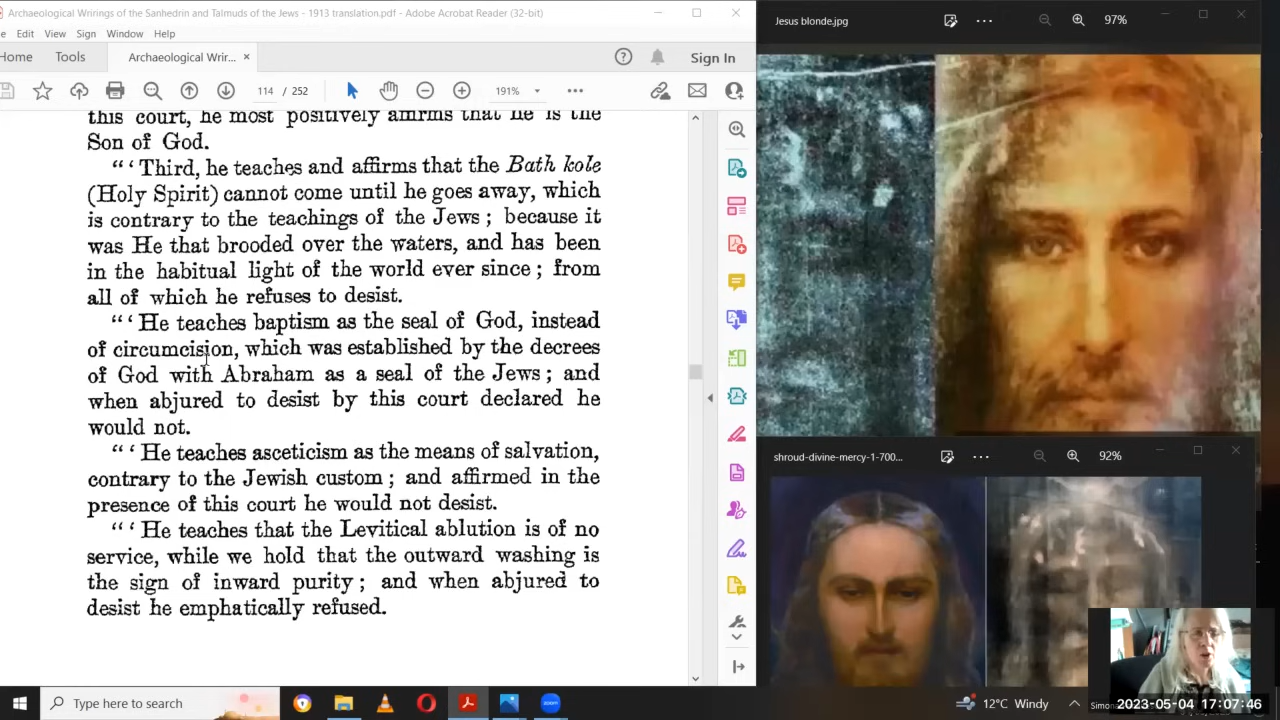 Archaeological Wrirings of the Sanhedrin and Talmuds of the Jews - 1913 translation.pdf - Adobe Acrobat Reader (32-bit)
Edit View Sign Window Help
Home Tools Archaeological Wrir... × Sign In
114 / 252 191%
this court, he most positively affirms that he is the
Son of God.
“‘Third, he teaches and affirms that the Bath kole
(Holy Spirit) cannot come until he goes away, which
is contrary to the teachings of the Jews; because it
was He that brooded over the waters, and has been
in the habitual light of the world ever since; from
all of which he refuses to desist.
“‘He teaches baptism as the seal of God, instead
of circumcision, which was established by the decrees
of God with Abraham as a seal of the Jews; and
when abjured to desist by this court declared he
would not.
“‘He teaches asceticism as the means of salvation,
contrary to the Jewish custom; and affirmed in the
presence of this court he would not desist.
“‘He teaches that the Levitical ablution is of no
service, while we hold that the outward washing is
the sign of inward purity; and when abjured to
desist he emphatically refused.
Jesus blonde.jpg 97%
shroud-divine-mercy-1-700... 92%
Type here to search
12°C Windy
2023-05-04 17:07:46